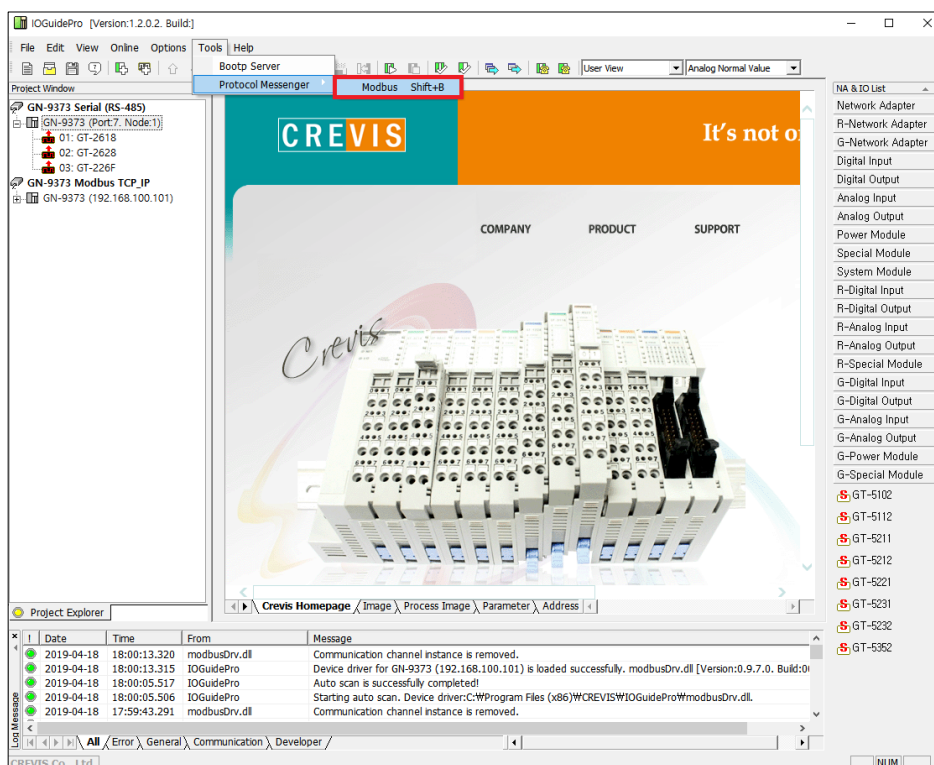 IOGuidePro [Version:1.2.0.2. Build:]
File Edit View Online Options Tools Help
Bootp Server
Protocol Messenger
Modbus Shift+B
User View
Analog Normal Value
Project Window
GN-9373 Serial (RS-485)
GN-9373 (Port:7. Node:1)
01: GT-2618
02: GT-2628
03: GT-226F
GN-9373 Modbus TCP_IP
GN-9373 (192.168.100.101)
Project Explorer
CREVIS
It's not o
COMPANY PRODUCT SUPPORT
Crevis
Crevis Homepage Image Process Image Parameter Address
NA & IO List
Network Adapter
R-Network Adapter
G-Network Adapter
Digital Input
Digital Output
Analog Input
Analog Output
Power Module
Special Module
System Module
R-Digital Input
R-Digital Output
R-Analog Input
R-Analog Output
R-Special Module
G-Digital Input
G-Digital Output
G-Analog Input
G-Analog Output
G-Power Module
G-Special Module
GT-5102
GT-5112
GT-5211
GT-5212
GT-5221
GT-5231
GT-5232
GT-5352
! Date Time From Message
2019-04-18 18:00:13.320 modbusDrv.dll Communication channel instance is removed.
2019-04-18 18:00:13.315 IOGuidePro Device driver for GN-9373 (192.168.100.101) is loaded successfully. modbusDrv.dll [Version:0.9.7.0. Build:0
2019-04-18 18:00:05.517 IOGuidePro Auto scan is successfully completed!
2019-04-18 18:00:05.506 IOGuidePro Starting auto scan. Device driver:C:₩Program Files (x86)₩CREVIS₩IOGuidePro₩modbusDrv.dll.
2019-04-18 17:59:43.291 modbusDrv.dll Communication channel instance is removed.
Log Message
All Error General Communication Developer
CREVIS Co., Ltd
NUM